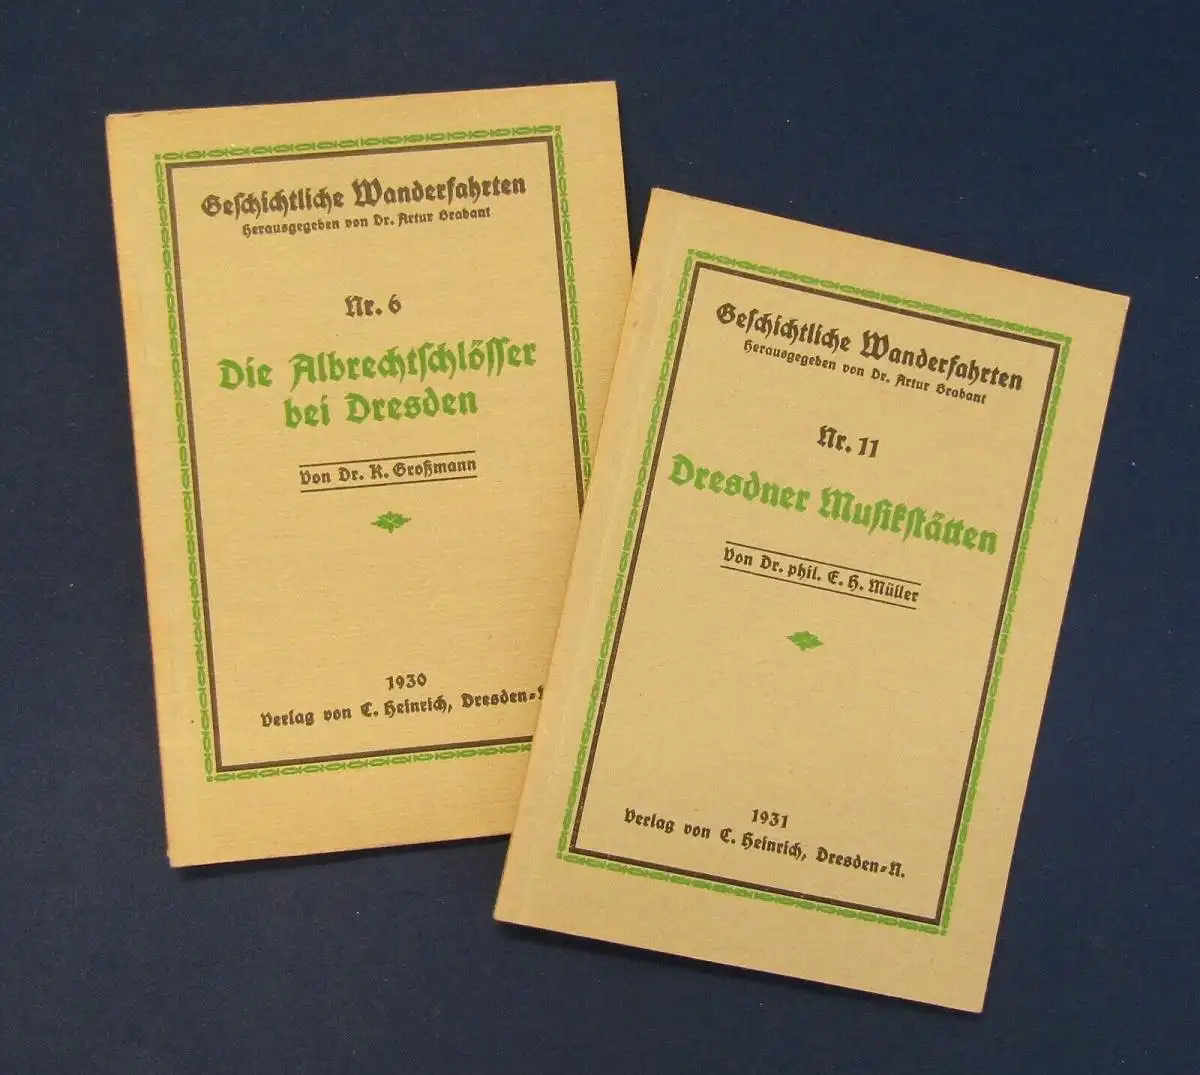 Geschichtliche Wanderfahrten
Herausgegeben von Dr. Artur Brabant
Nr. 6
Die Albrechtschlösser
bei Dresden
Von Dr. K. Großmann
1930
Verlag von C. Heinrich, Dresden=N
Geschichtliche Wanderfahrten
Herausgegeben von Dr. Artur Brabant
Nr. 11
Dresdner Musikstätten
Von Dr. phil. E. H. Müller
1931
Verlag von C. Heinrich, Dresden=N.